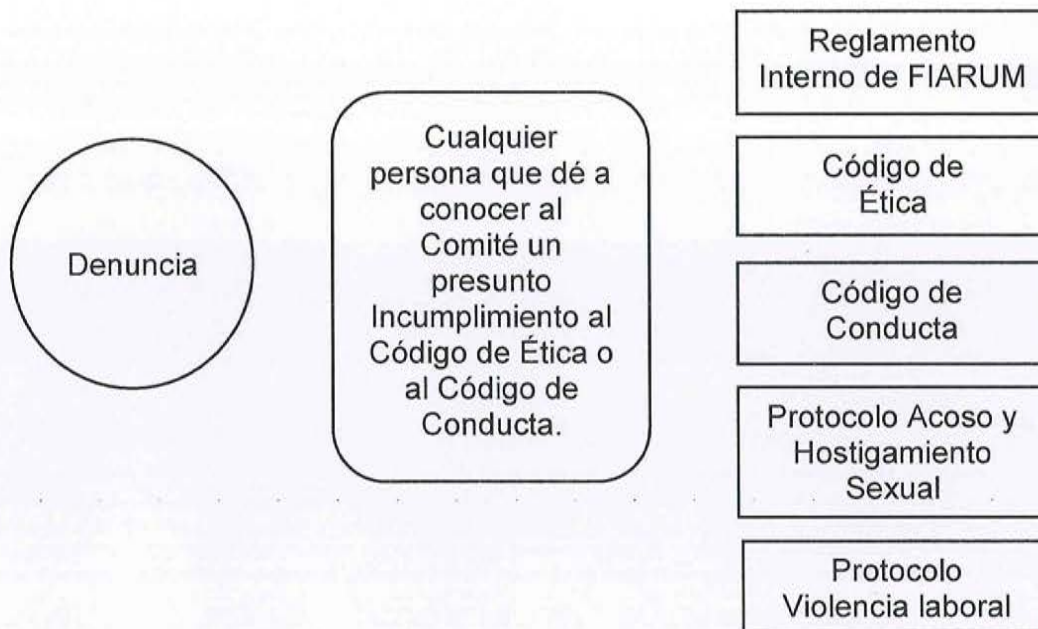 Denuncia
Cualquier
persona que dé a
conocer al
Comité un
presunto
Incumplimiento al
Código de Ética o
al Código de
Conducta.
Reglamento
Interno de FIARUM
Código de
Ética
Código de
Conducta
Protocolo Acoso y
Hostigamiento
Sexual
Protocolo
Violencia laboral